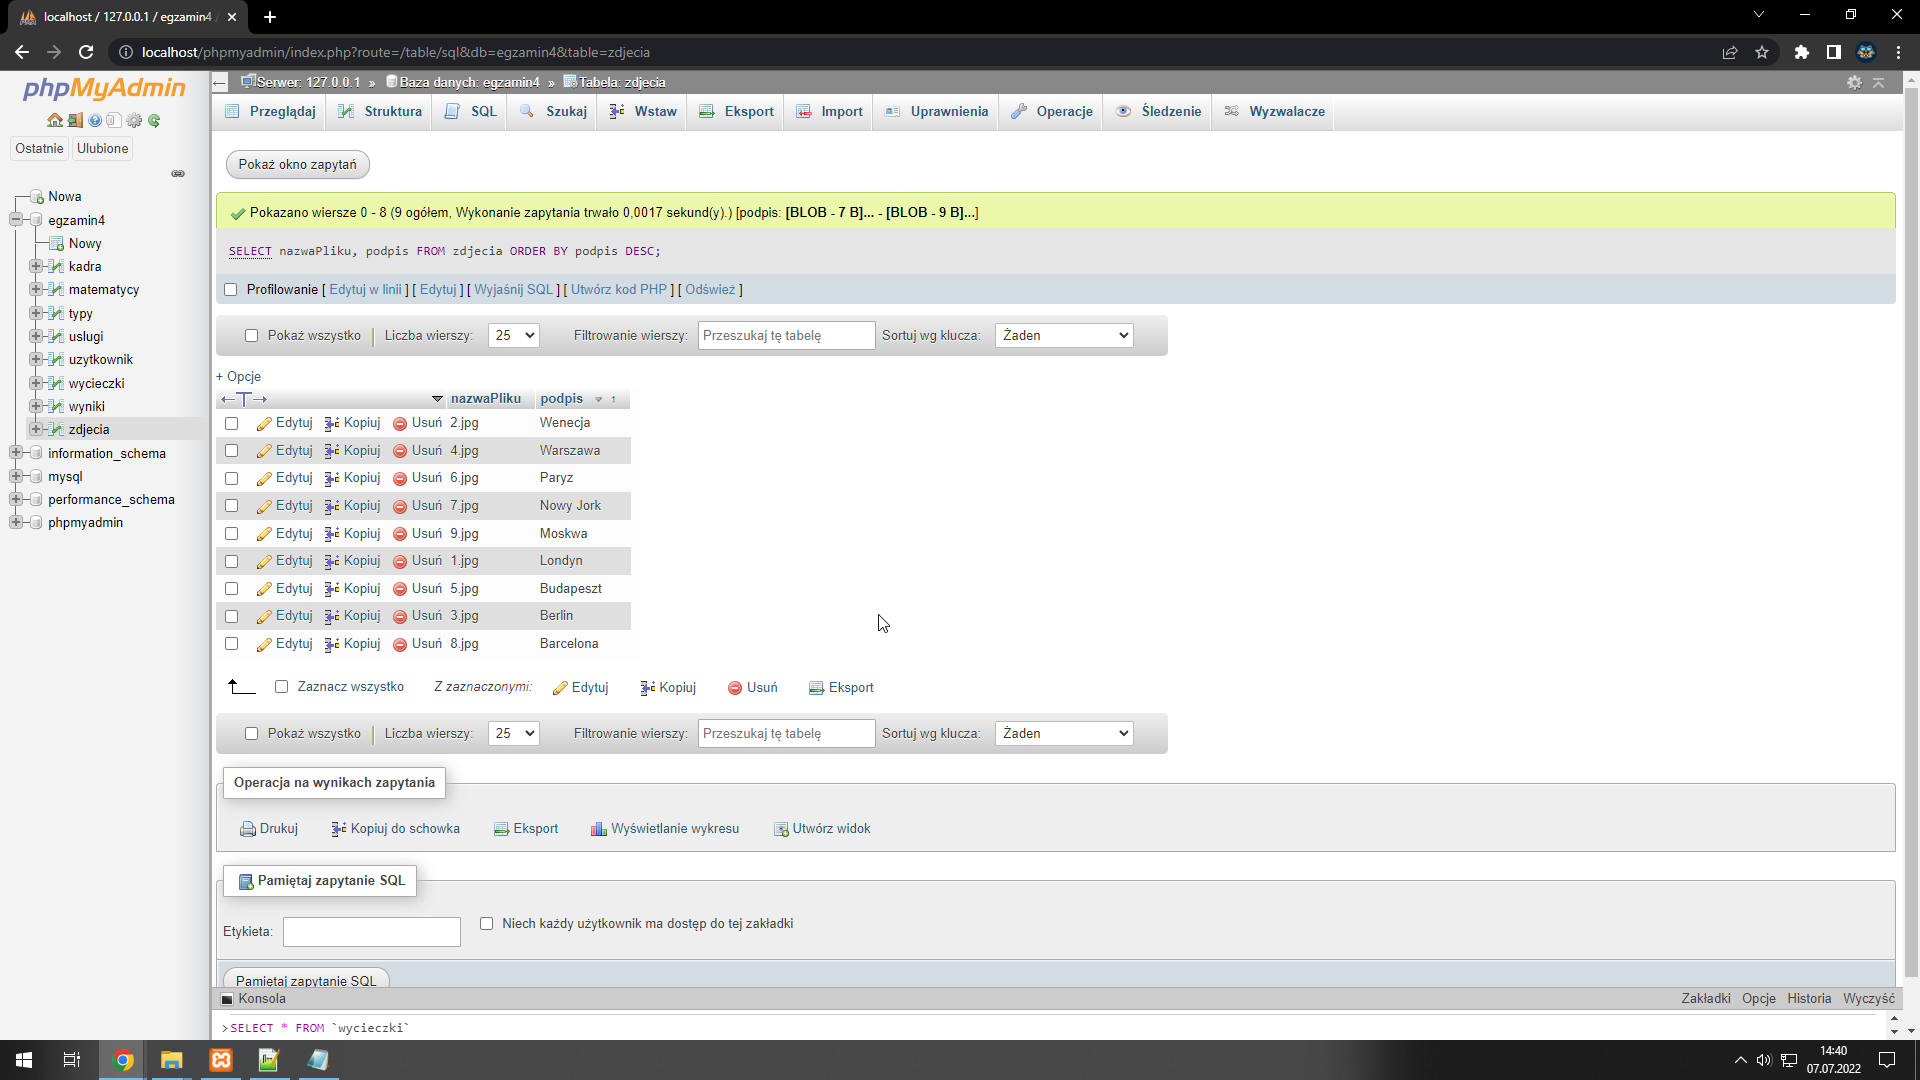 localhost / 127.0.0.1 / egzamin4
localhost/phpmyadmin/index.php?route=/table/sql&db=egzamin4&table=zdjecia
phpMyAdmin
Ostatnie Ulubione
Nowa
egzamin4
Nowy
kadra
matematycy
typy
uslugi
uzytkownik
wycieczki
wyniki
zdjecia
information_schema
mysql
performance_schema
phpmyadmin
Serwer: 127.0.0.1 » Baza danych: egzamin4 » Tabela: zdjecia
Przeglądaj Struktura SQL Szukaj Wstaw Eksport Import Uprawnienia Operacje Śledzenie Wyzwalacze
Pokaż okno zapytań
Pokazano wiersze 0 - 8 (9 ogółem, Wykonanie zapytania trwało 0,0017 sekund(y).) [podpis: [BLOB - 7 B]... - [BLOB - 9 B]...]
SELECT nazwaPliku, podpis FROM zdjecia ORDER BY podpis DESC;
Profilowanie [ Edytuj w linii ] [ Edytuj ] [ Wyjaśnij SQL ] [ Utwórz kod PHP ] [ Odśwież ]
Pokaż wszystko Liczba wierszy: 25 Filtrowanie wierszy: Przeszukaj tę tabelę Sortuj wg klucza: Żaden
+ Opcje
←T→ nazwaPliku podpis 1
Edytuj Kopiuj Usuń 2.jpg Wenecja
Edytuj Kopiuj Usuń 4.jpg Warszawa
Edytuj Kopiuj Usuń 6.jpg Paryz
Edytuj Kopiuj Usuń 7.jpg Nowy Jork
Edytuj Kopiuj Usuń 9.jpg Moskwa
Edytuj Kopiuj Usuń 1.jpg Londyn
Edytuj Kopiuj Usuń 5.jpg Budapeszt
Edytuj Kopiuj Usuń 3.jpg Berlin
Edytuj Kopiuj Usuń 8.jpg Barcelona
Zaznacz wszystko Z zaznaczonymi: Edytuj Kopiuj Usuń Eksport
Pokaż wszystko Liczba wierszy: 25 Filtrowanie wierszy: Przeszukaj tę tabelę Sortuj wg klucza: Żaden
Operacja na wynikach zapytania
Drukuj Kopiuj do schowka Eksport Wyświetlanie wykresu Utwórz widok
Pamiętaj zapytanie SQL
Etykieta: Niech każdy użytkownik ma dostęp do tej zakładki
Pamiętaj zapytanie SQL
Konsola Zakładki Opcje Historia Wyczyść
>SELECT * FROM `wycieczki`
14:40
07.07.2022